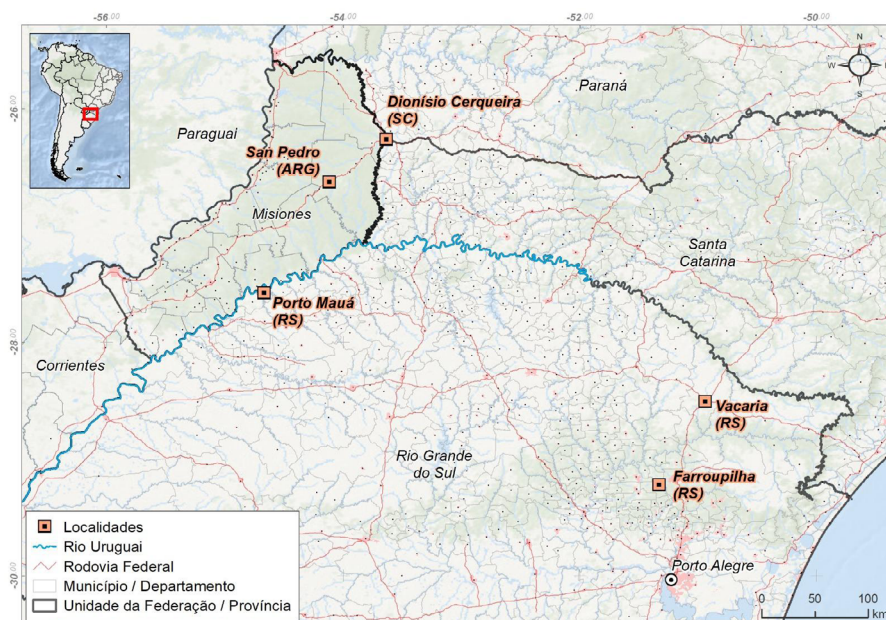 -56.00
-54.00
-52.00
-50.00
N
W
E
S
-26.00
Paraná
Dionísio Cerqueira
(SC)
Paraguai
San Pedro
(ARG)
Misiones
Santa
Catarina
Porto Mauá
(RS)
-28.00
Corrientes
Vacaria
(RS)
Rio Grande
do Sul
Farroupilha
(RS)
Localidades
Rio Uruguai
Rodovia Federal
Município / Departamento
Unidade da Federação / Província
-30.00
Porto Alegre
0 50 100
km